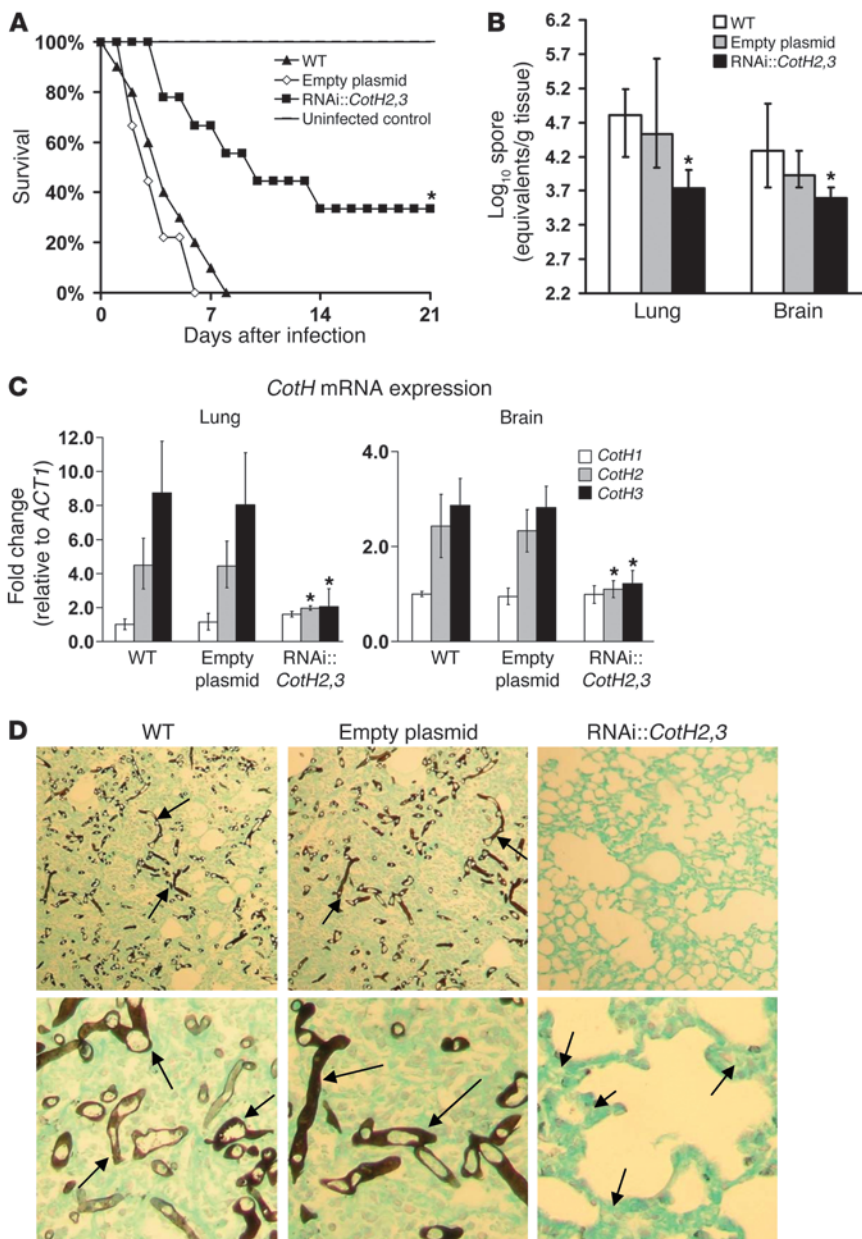 A
100%
80%
60%
40%
20%
0%
Survival
WT
Empty plasmid
RNAi::CotH2,3
Uninfected control
*
0
7
14
21
Days after infection
B
6.2
5.7
5.2
4.7
4.2
3.7
3.2
2.7
2.2
Log10 spore
(equivalents/g tissue)
WT
Empty plasmid
RNAi::CotH2,3
*
*
Lung
Brain
C
CotH mRNA expression
Lung
12.0
10.0
8.0
6.0
4.0
2.0
0.0
Fold change
(relative to ACT1)
*
*
WT
Empty
plasmid
RNAi::
CotH2,3
Brain
4.0
2.0
0.0
CotH1
CotH2
CotH3
*
*
WT
Empty
plasmid
RNAi::
CotH2,3
D
WT
Empty plasmid
RNAi::CotH2,3